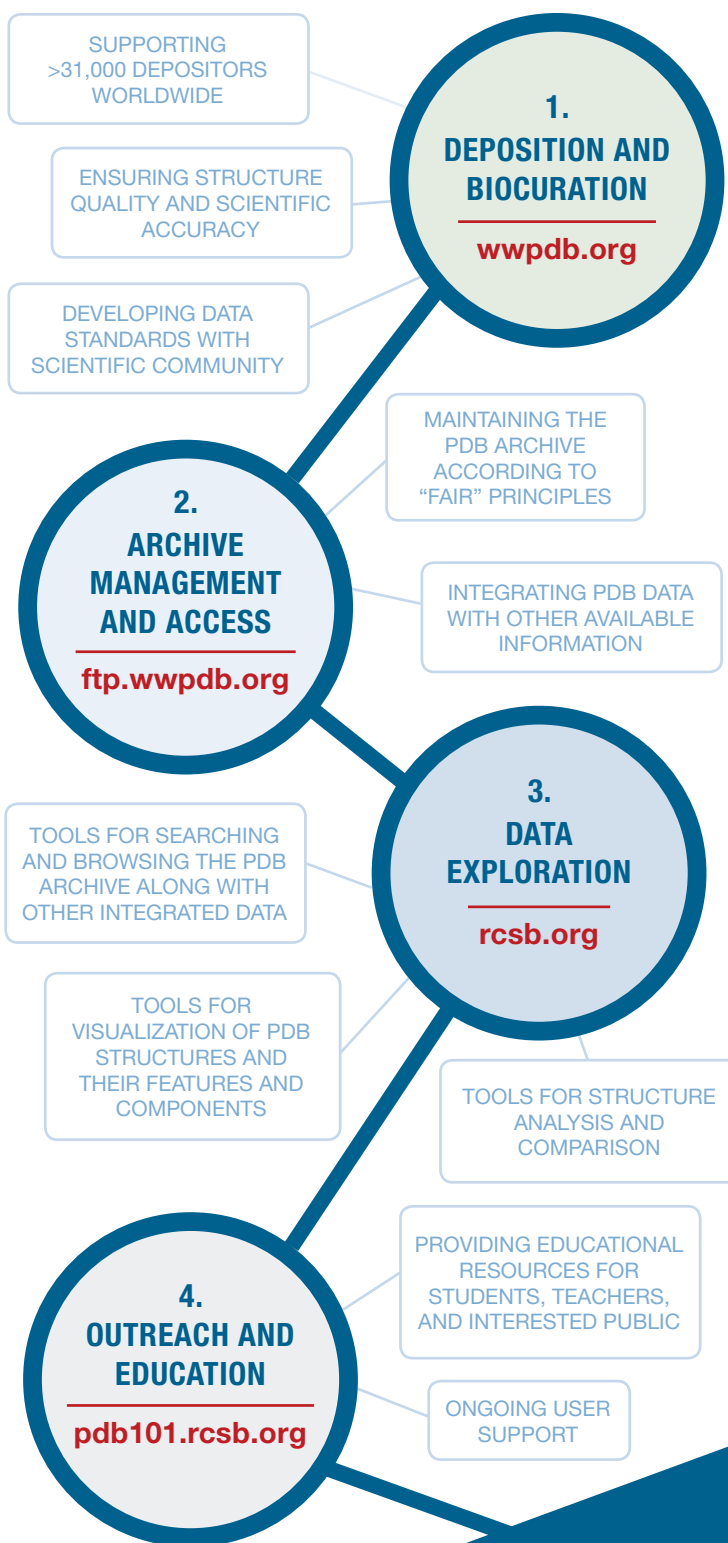 SUPPORTING
>31,000 DEPOSITORS
WORLDWIDE
ENSURING STRUCTURE
QUALITY AND SCIENTIFIC
ACCURACY
DEVELOPING DATA
STANDARDS WITH
SCIENTIFIC COMMUNITY
1.
DEPOSITION AND
BIOCURATION
wwpdb.org
MAINTAINING THE
PDB ARCHIVE
ACCORDING TO
“FAIR” PRINCIPLES
2.
ARCHIVE
MANAGEMENT
AND ACCESS
ftp.wwpdb.org
INTEGRATING PDB DATA
WITH OTHER AVAILABLE
INFORMATION
3.
DATA
EXPLORATION
rcsb.org
TOOLS FOR SEARCHING
AND BROWSING THE PDB
ARCHIVE ALONG WITH
OTHER INTEGRATED DATA
TOOLS FOR
VISUALIZATION OF PDB
STRUCTURES AND
THEIR FEATURES AND
COMPONENTS
TOOLS FOR STRUCTURE
ANALYSIS AND
COMPARISON
4.
OUTREACH AND
EDUCATION
pdb101.rcsb.org
PROVIDING EDUCATIONAL
RESOURCES FOR
STUDENTS, TEACHERS,
AND INTERESTED PUBLIC
ONGOING USER
SUPPORT